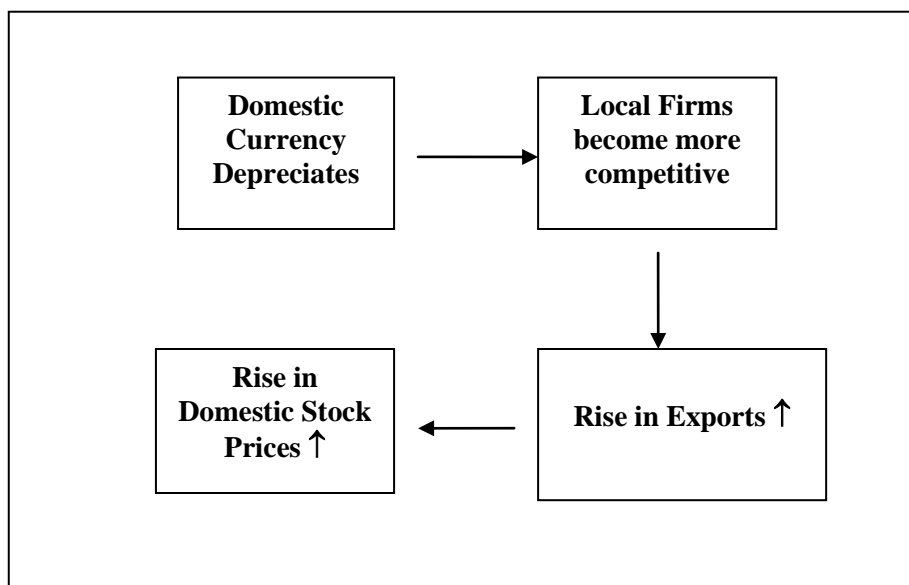 Domestic
Currency
Depreciates
Local Firms
become more
competitive
Rise in Exports ↑
Rise in
Domestic Stock
Prices ↑